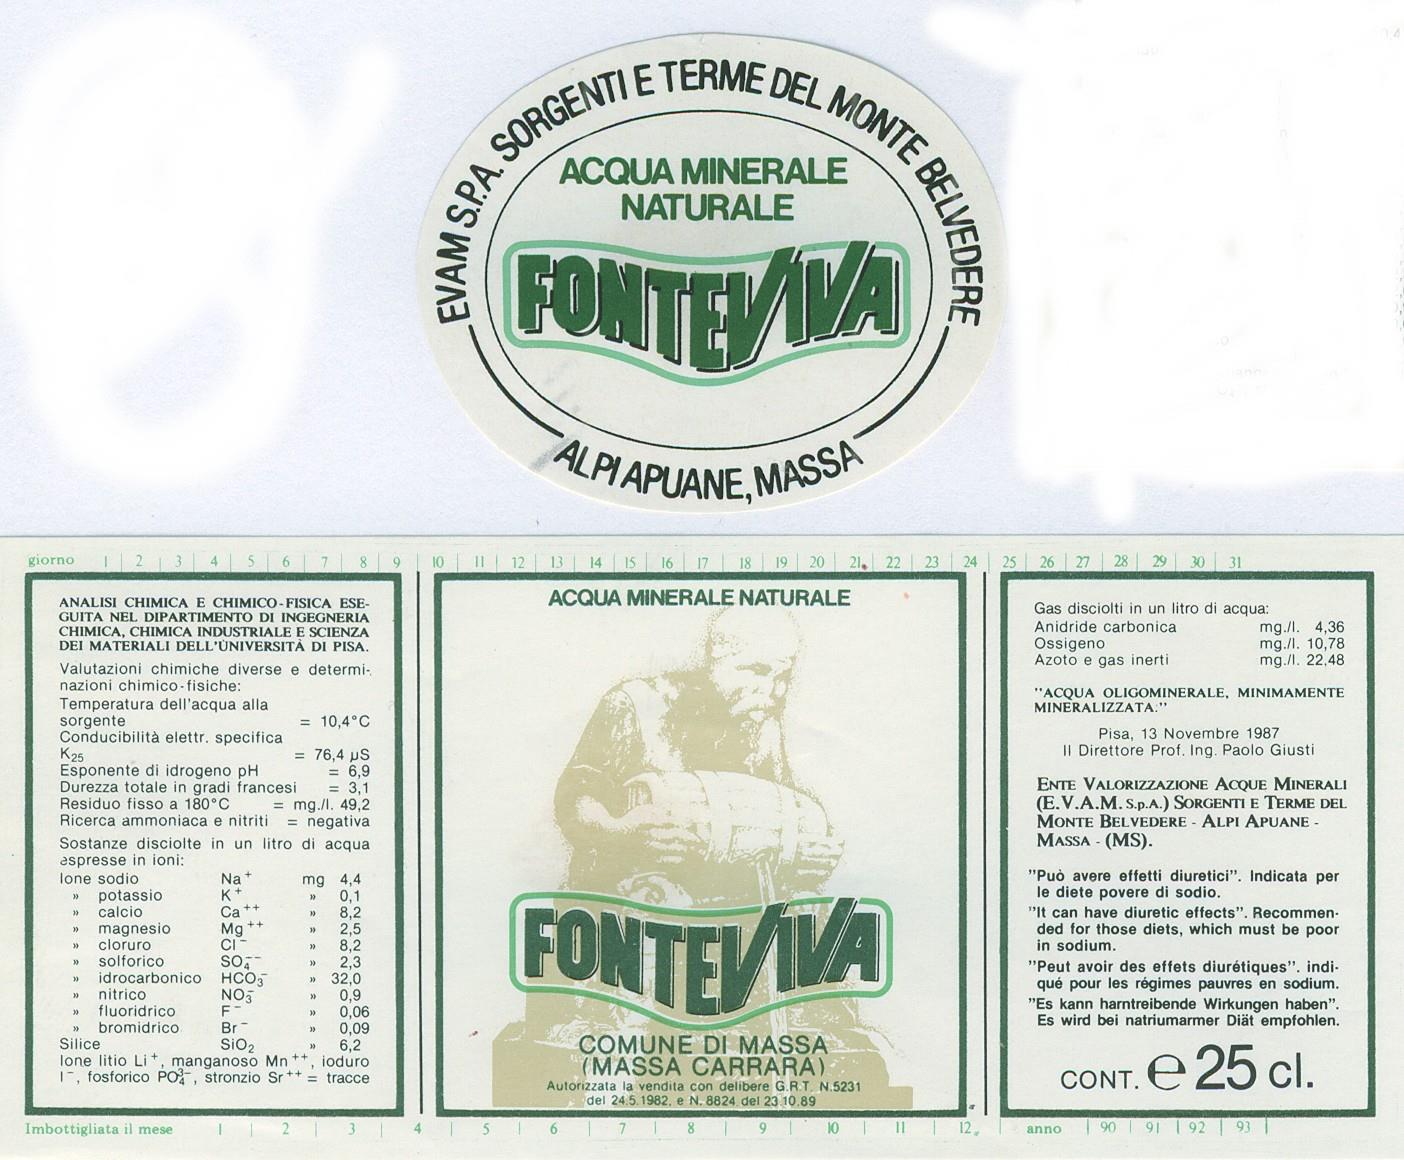 EVAM S.P.A. SORGENTI E TERME DEL MONTE BELVEDERE
ACQUA MINERALE
NATURALE
FONTEVIVA
ALPI APUANE, MASSA
giorno 1 2 3 4 5 6 7 8 9 10 11 12 13 14 15 16 17 18 19 20 21 22 23 24 25 26 27 28 29 30 31
ANALISI CHIMICA E CHIMICO-FISICA ESE-
GUITA NEL DIPARTIMENTO DI INGEGNERIA
CHIMICA, CHIMICA INDUSTRIALE E SCIENZA
DEI MATERIALI DELL'UNIVERSITÀ DI PISA.
Valutazioni chimiche diverse e determi-
nazioni chimico-fisiche:
Temperatura dell'acqua alla
sorgente = 10,4°C
Conducibilità elettr. specifica
K25 = 76,4 µS
Esponente di idrogeno pH = 6,9
Durezza totale in gradi francesi = 3,1
Residuo fisso a 180°C = mg./l. 49,2
Ricerca ammoniaca e nitriti = negativa
Sostanze disciolte in un litro di acqua
espresse in ioni:
Ione sodio Na+ mg 4,4
» potassio K+ » 0,1
» calcio Ca++ » 8,2
» magnesio Mg++ » 2,5
» cloruro Cl- » 8,2
» solforico SO4-- » 2,3
» idrocarbonico HCO3- » 32,0
» nitrico NO3- » 0,9
» fluoridrico F- » 0,06
» bromidrico Br- » 0,09
Silice SiO2 » 6,2
Ione litio Li+, manganoso Mn++, ioduro
I-, fosforico PO4 3-, stronzio Sr++ = tracce
ACQUA MINERALE NATURALE
FONTEVIVA
COMUNE DI MASSA
(MASSA CARRARA)
Autorizzata la vendita con delibere G.R.T. N.5231
del 24.5.1982, e N. 8824 del 23.10.89
Gas disciolti in un litro di acqua:
Anidride carbonica mg./l. 4,36
Ossigeno mg./l. 10,78
Azoto e gas inerti mg./l. 22,48
"ACQUA OLIGOMINERALE, MINIMAMENTE
MINERALIZZATA."
Pisa, 13 Novembre 1987
Il Direttore Prof. Ing. Paolo Giusti
ENTE VALORIZZAZIONE ACQUE MINERALI
(E.V.A.M. S.P.A.) SORGENTI E TERME DEL
MONTE BELVEDERE - ALPI APUANE -
MASSA - (MS).
"Può avere effetti diuretici". Indicata per
le diete povere di sodio.
"It can have diuretic effects". Recommen-
ded for those diets, which must be poor
in sodium.
"Peut avoir des effets diurétiques". indi-
qué pour les régimes pauvres en sodium.
"Es kann harntreibende Wirkungen haben".
Es wird bei natriumarmer Diät empfohlen.
CONT. e 25 cl.
Imbottigliata il mese 1 2 3 4 5 6 7 8 9 10 11 12 anno 90 91 92 93